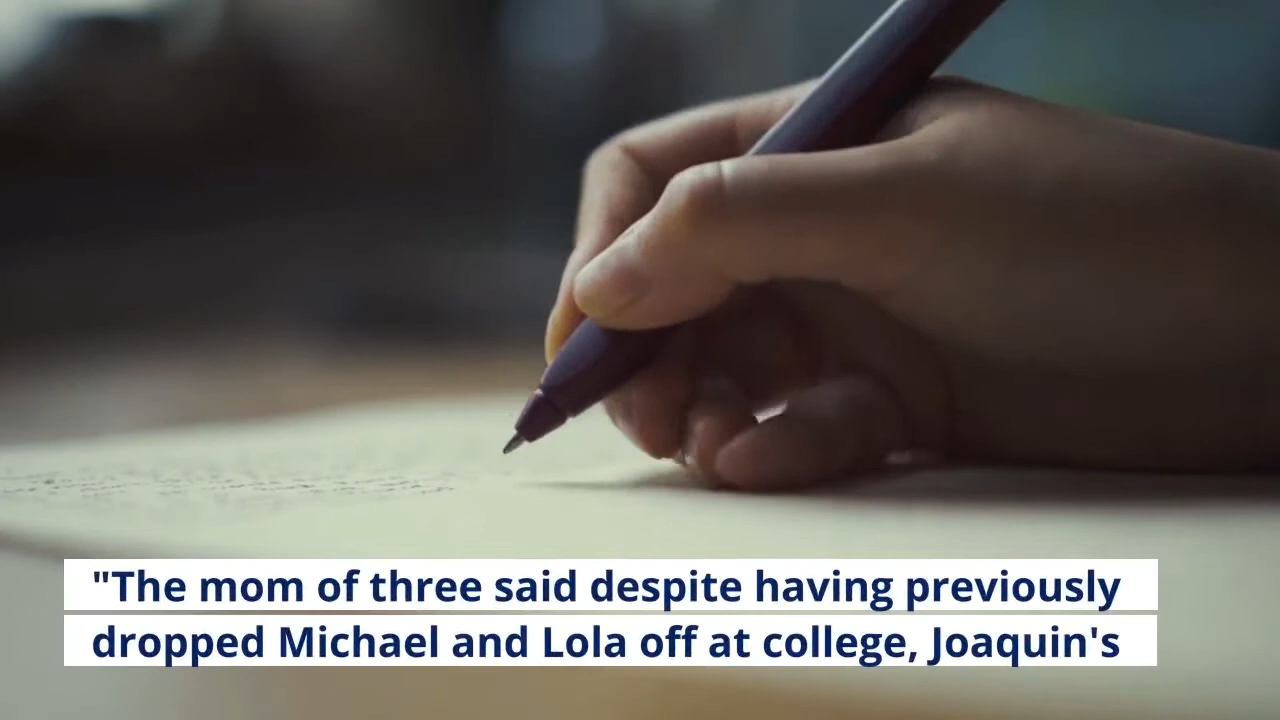 "The mom of three said despite having previously
dropped Michael and Lola off at college, Joaquin's